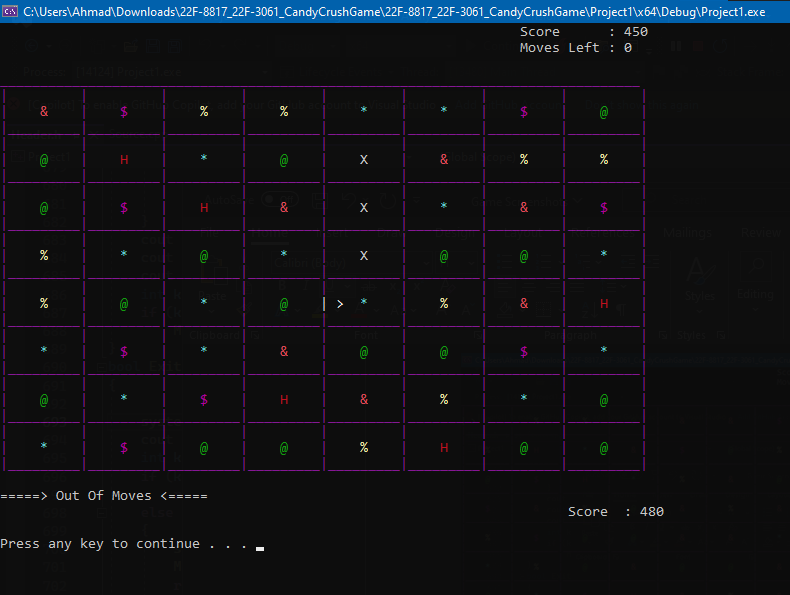 C:\Users\Ahmad\Downloads\22F-8817_22F-3061_CandyCrushGame\22F-8817_22F-3061_CandyCrushGame\Project1\x64\Debug\Project1.exe
Score : 450
Moves Left : 0
& $ % % * * $ @
@ H * @ X & % %
@ $ H & X * & $
% * @ * X @ @ *
% @ * @ | > * % & H
* $ * & @ @ $ *
@ * $ H & % * @
* $ @ @ % H @ @
=====> Out Of Moves <=====
Score : 480
Press any key to continue . . .